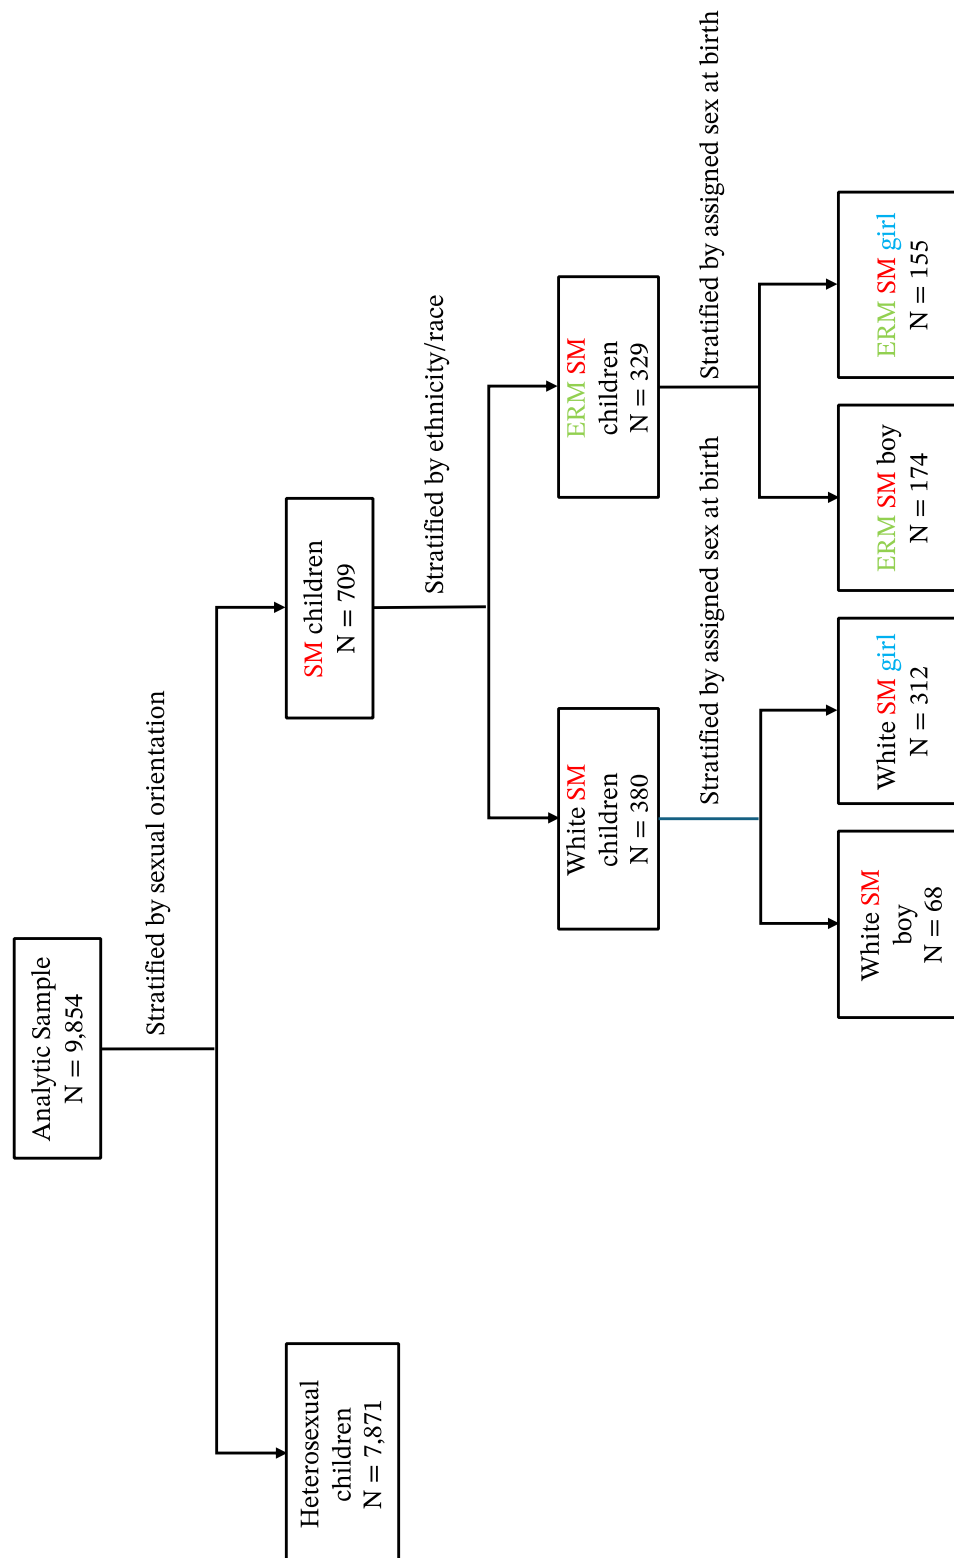 Analytic Sample
N = 9,854
Stratified by sexual orientation
Heterosexual
children
N = 7,871
SM children
N = 709
Stratified by ethnicity/race
White SM
children
N = 380
ERM SM
children
N = 329
Stratified by assigned sex at birth
Stratified by assigned sex at birth
White SM
boy
N = 68
White SM girl
N = 312
ERM SM boy
N = 174
ERM SM girl
N = 155